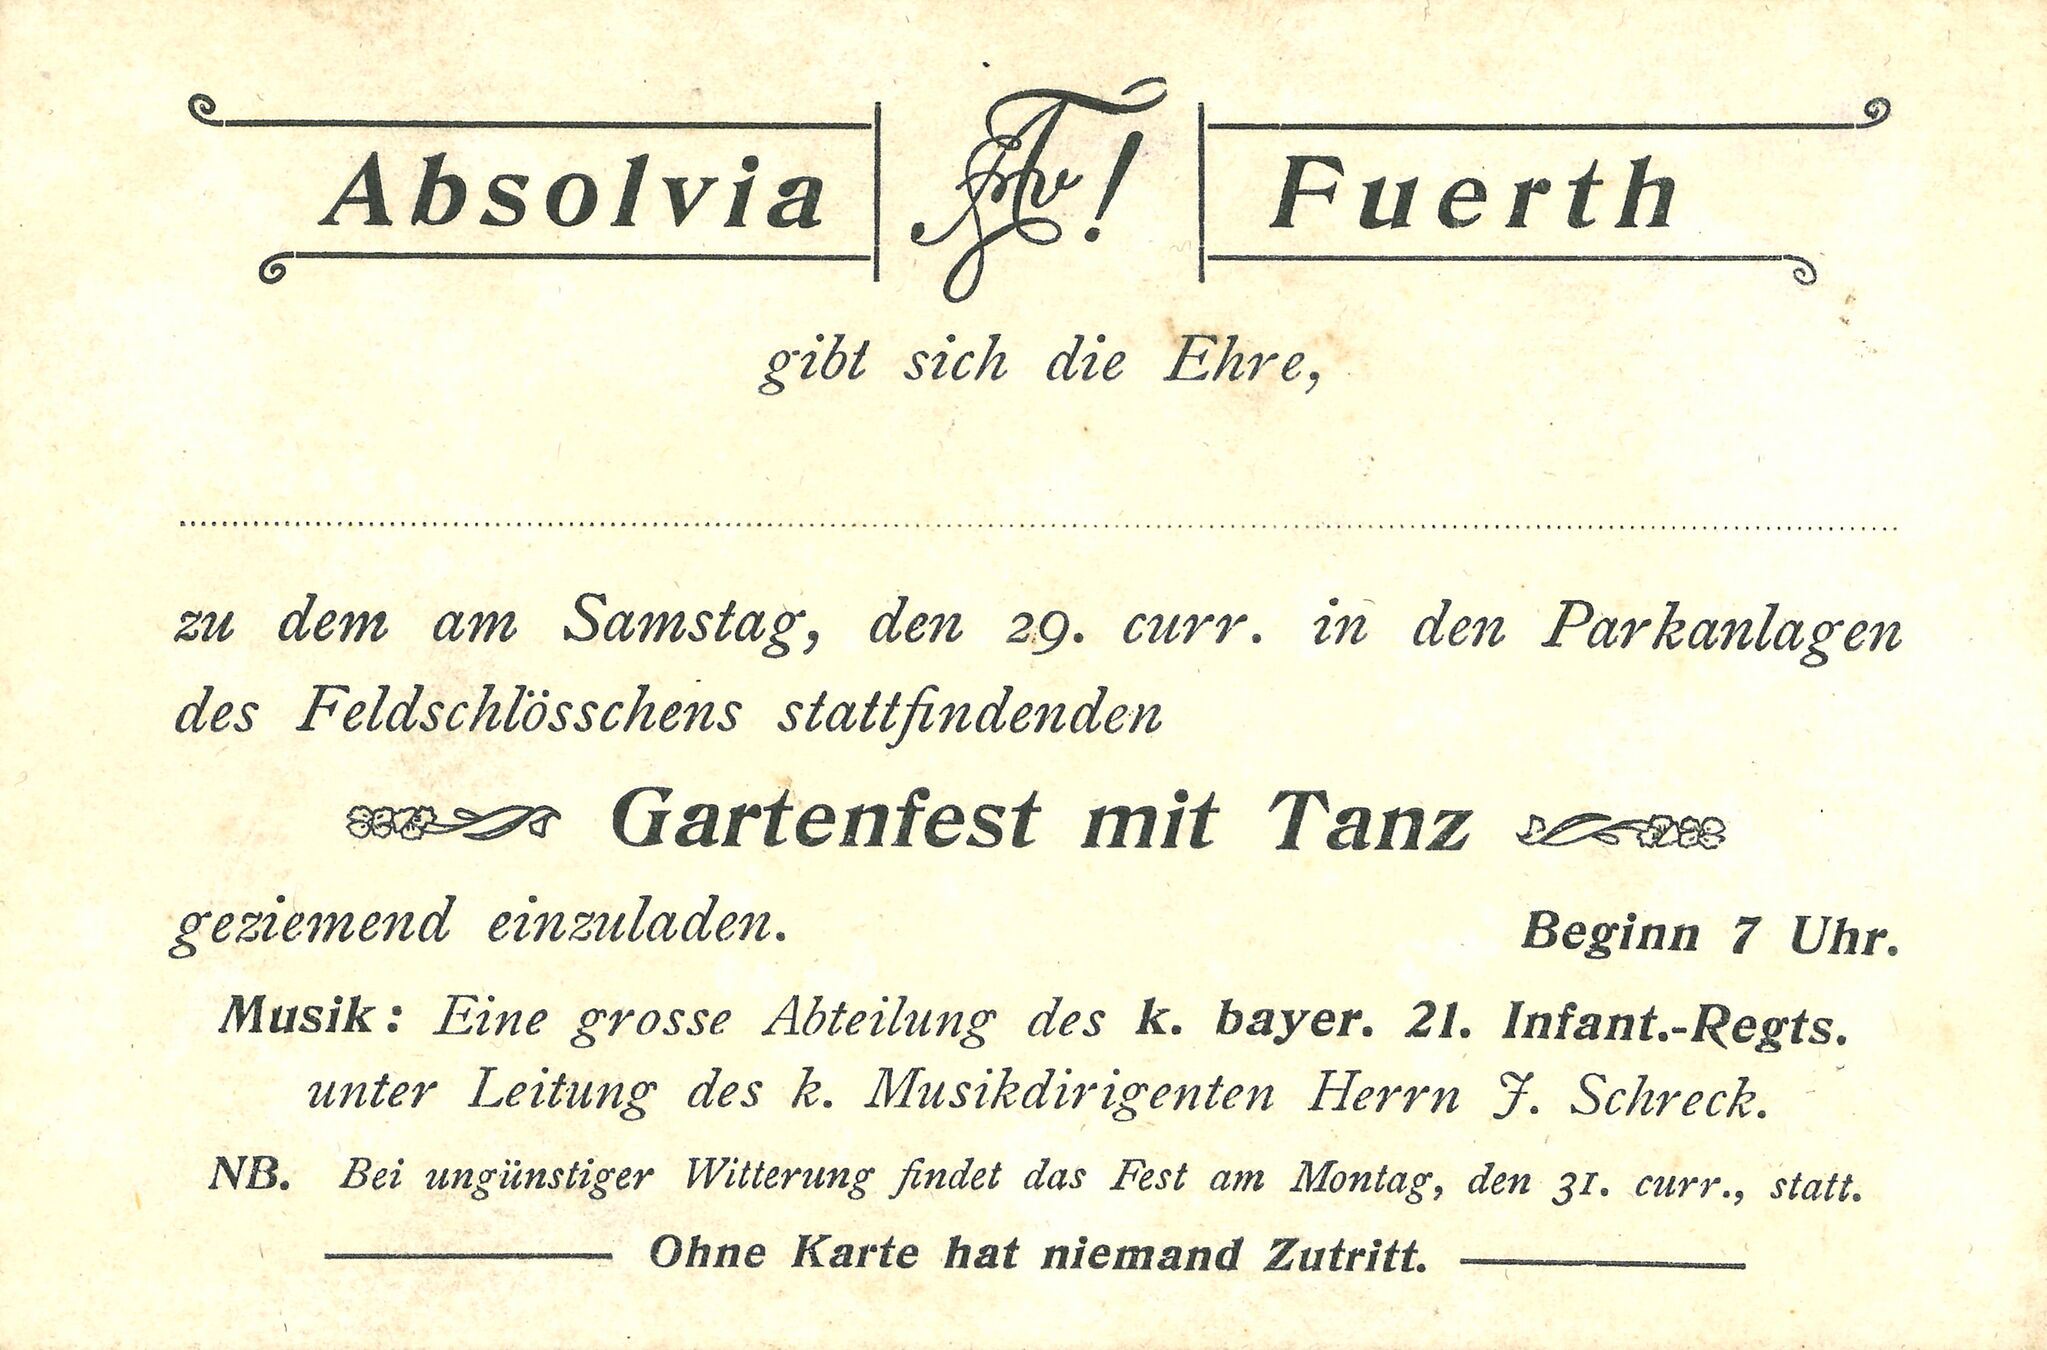 Absolvia ! Fuerth
gibt sich die Ehre,
zu dem am Samstag, den 29. curr. in den Parkanlagen
des Feldschlösschens stattfindenden
Gartenfest mit Tanz
geziemend einzuladen. Beginn 7 Uhr.
Musik: Eine grosse Abteilung des k. bayer. 21. Infant.-Regts.
unter Leitung des k. Musikdirigenten Herrn J. Schreck.
NB. Bei ungünstiger Witterung findet das Fest am Montag, den 31. curr., statt.
Ohne Karte hat niemand Zutritt.